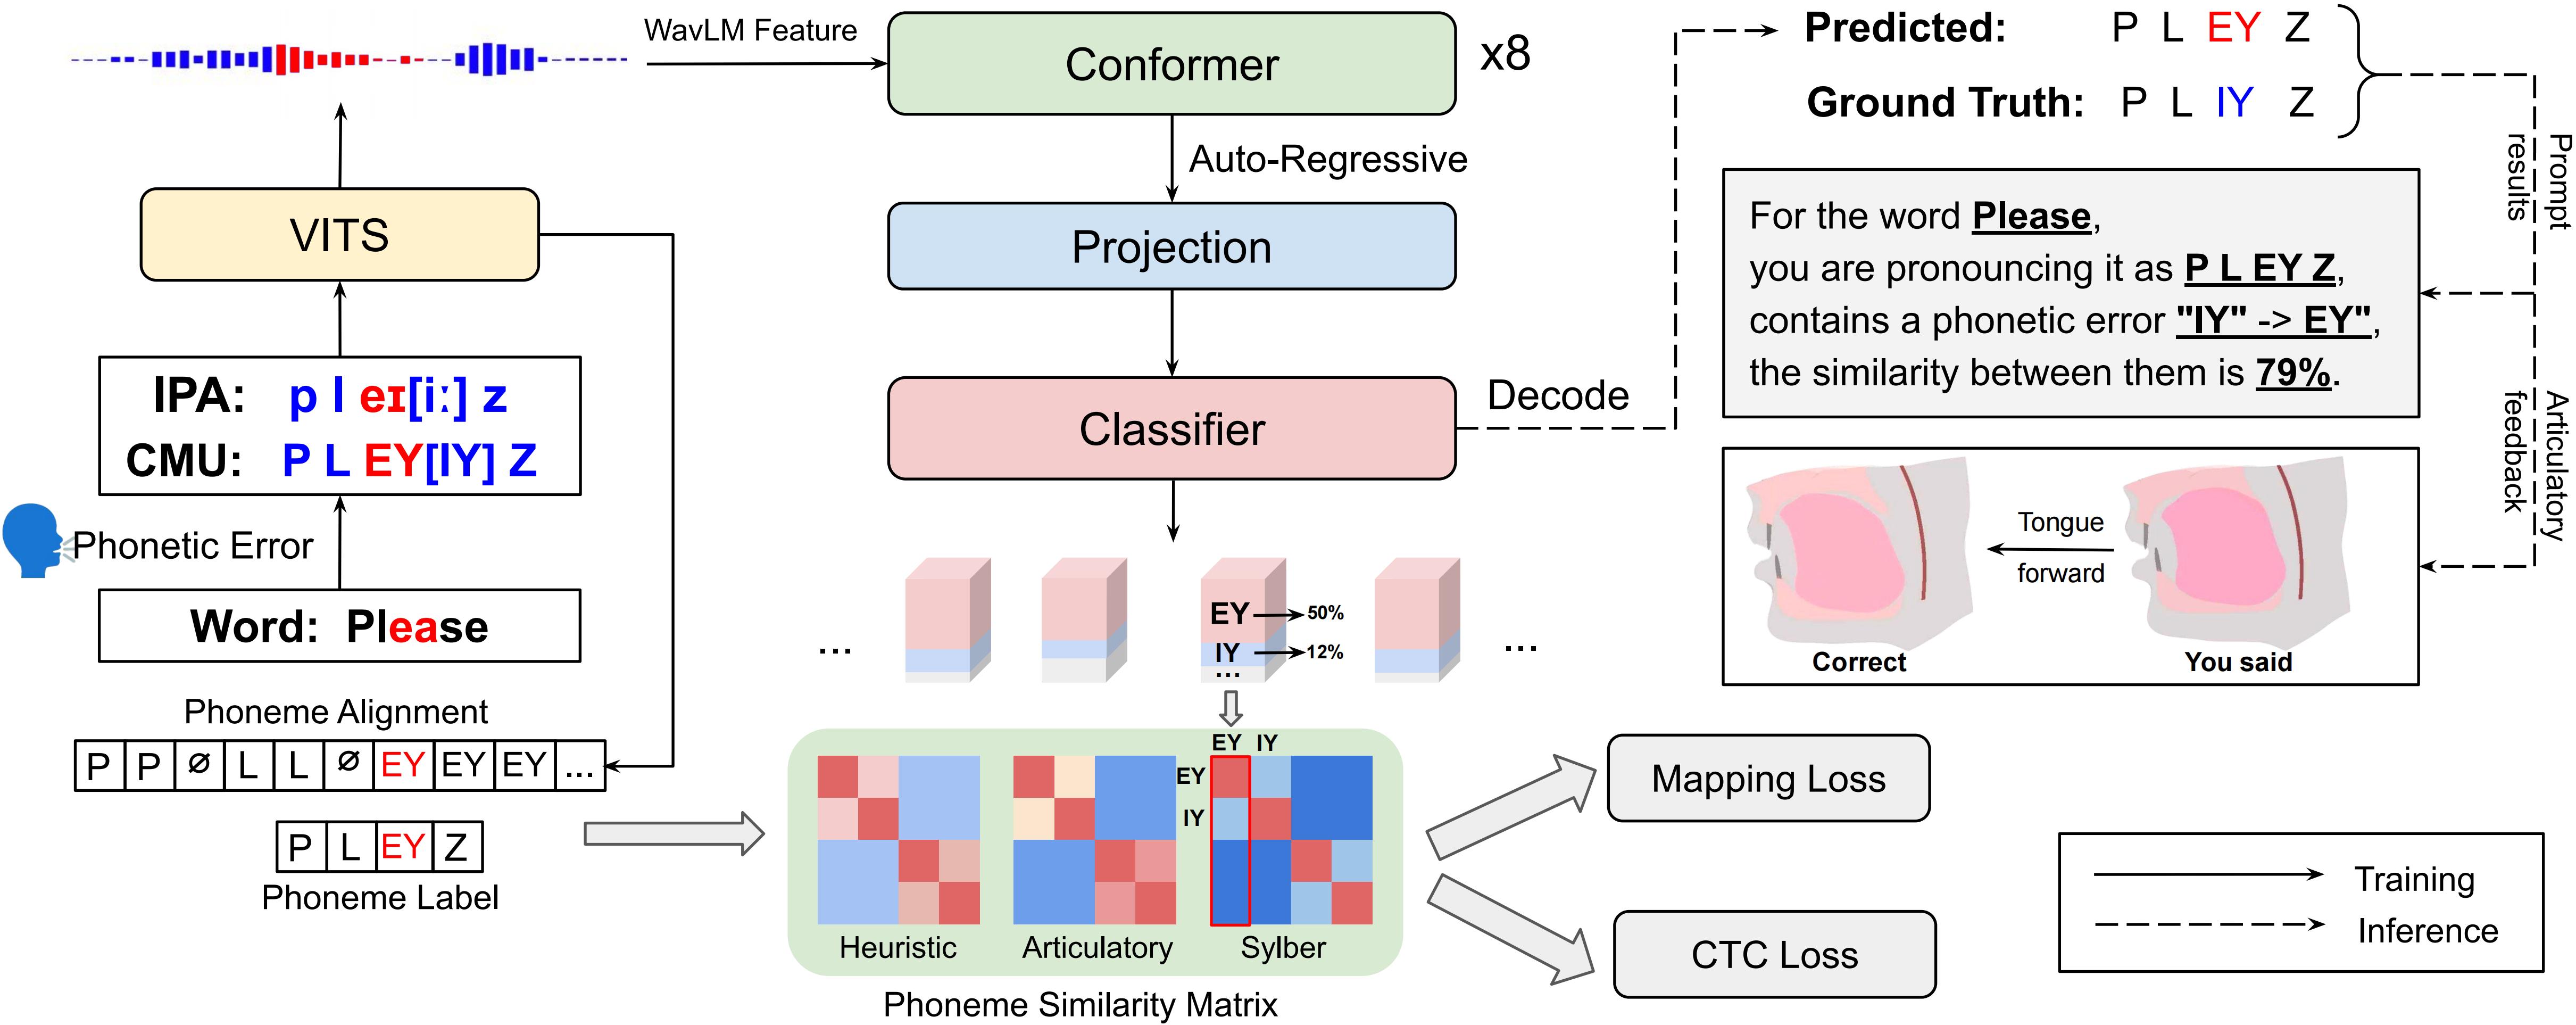 WavLM Feature
Conformer
x8
Auto-Regressive
Projection
Classifier
Decode
VITS
IPA: p l eɪ[iː] z
CMU: P L EY[IY] Z
Phonetic Error
Word: Please
Phoneme Alignment
P P ∅ L L ∅ EY EY EY ...
P L EY Z
Phoneme Label
...
EY 50%
IY 12%
...
...
EY IY
EY
IY
Heuristic Articulatory Sylber
Phoneme Similarity Matrix
Mapping Loss
CTC Loss
Predicted: P L EY Z
Ground Truth: P L IY Z
Prompt
results
For the word Please,
you are pronouncing it as P L EY Z,
contains a phonetic error "IY" -> EY",
the similarity between them is 79%.
Articulatory
feedback
Tongue
forward
Correct
You said
Training
Inference